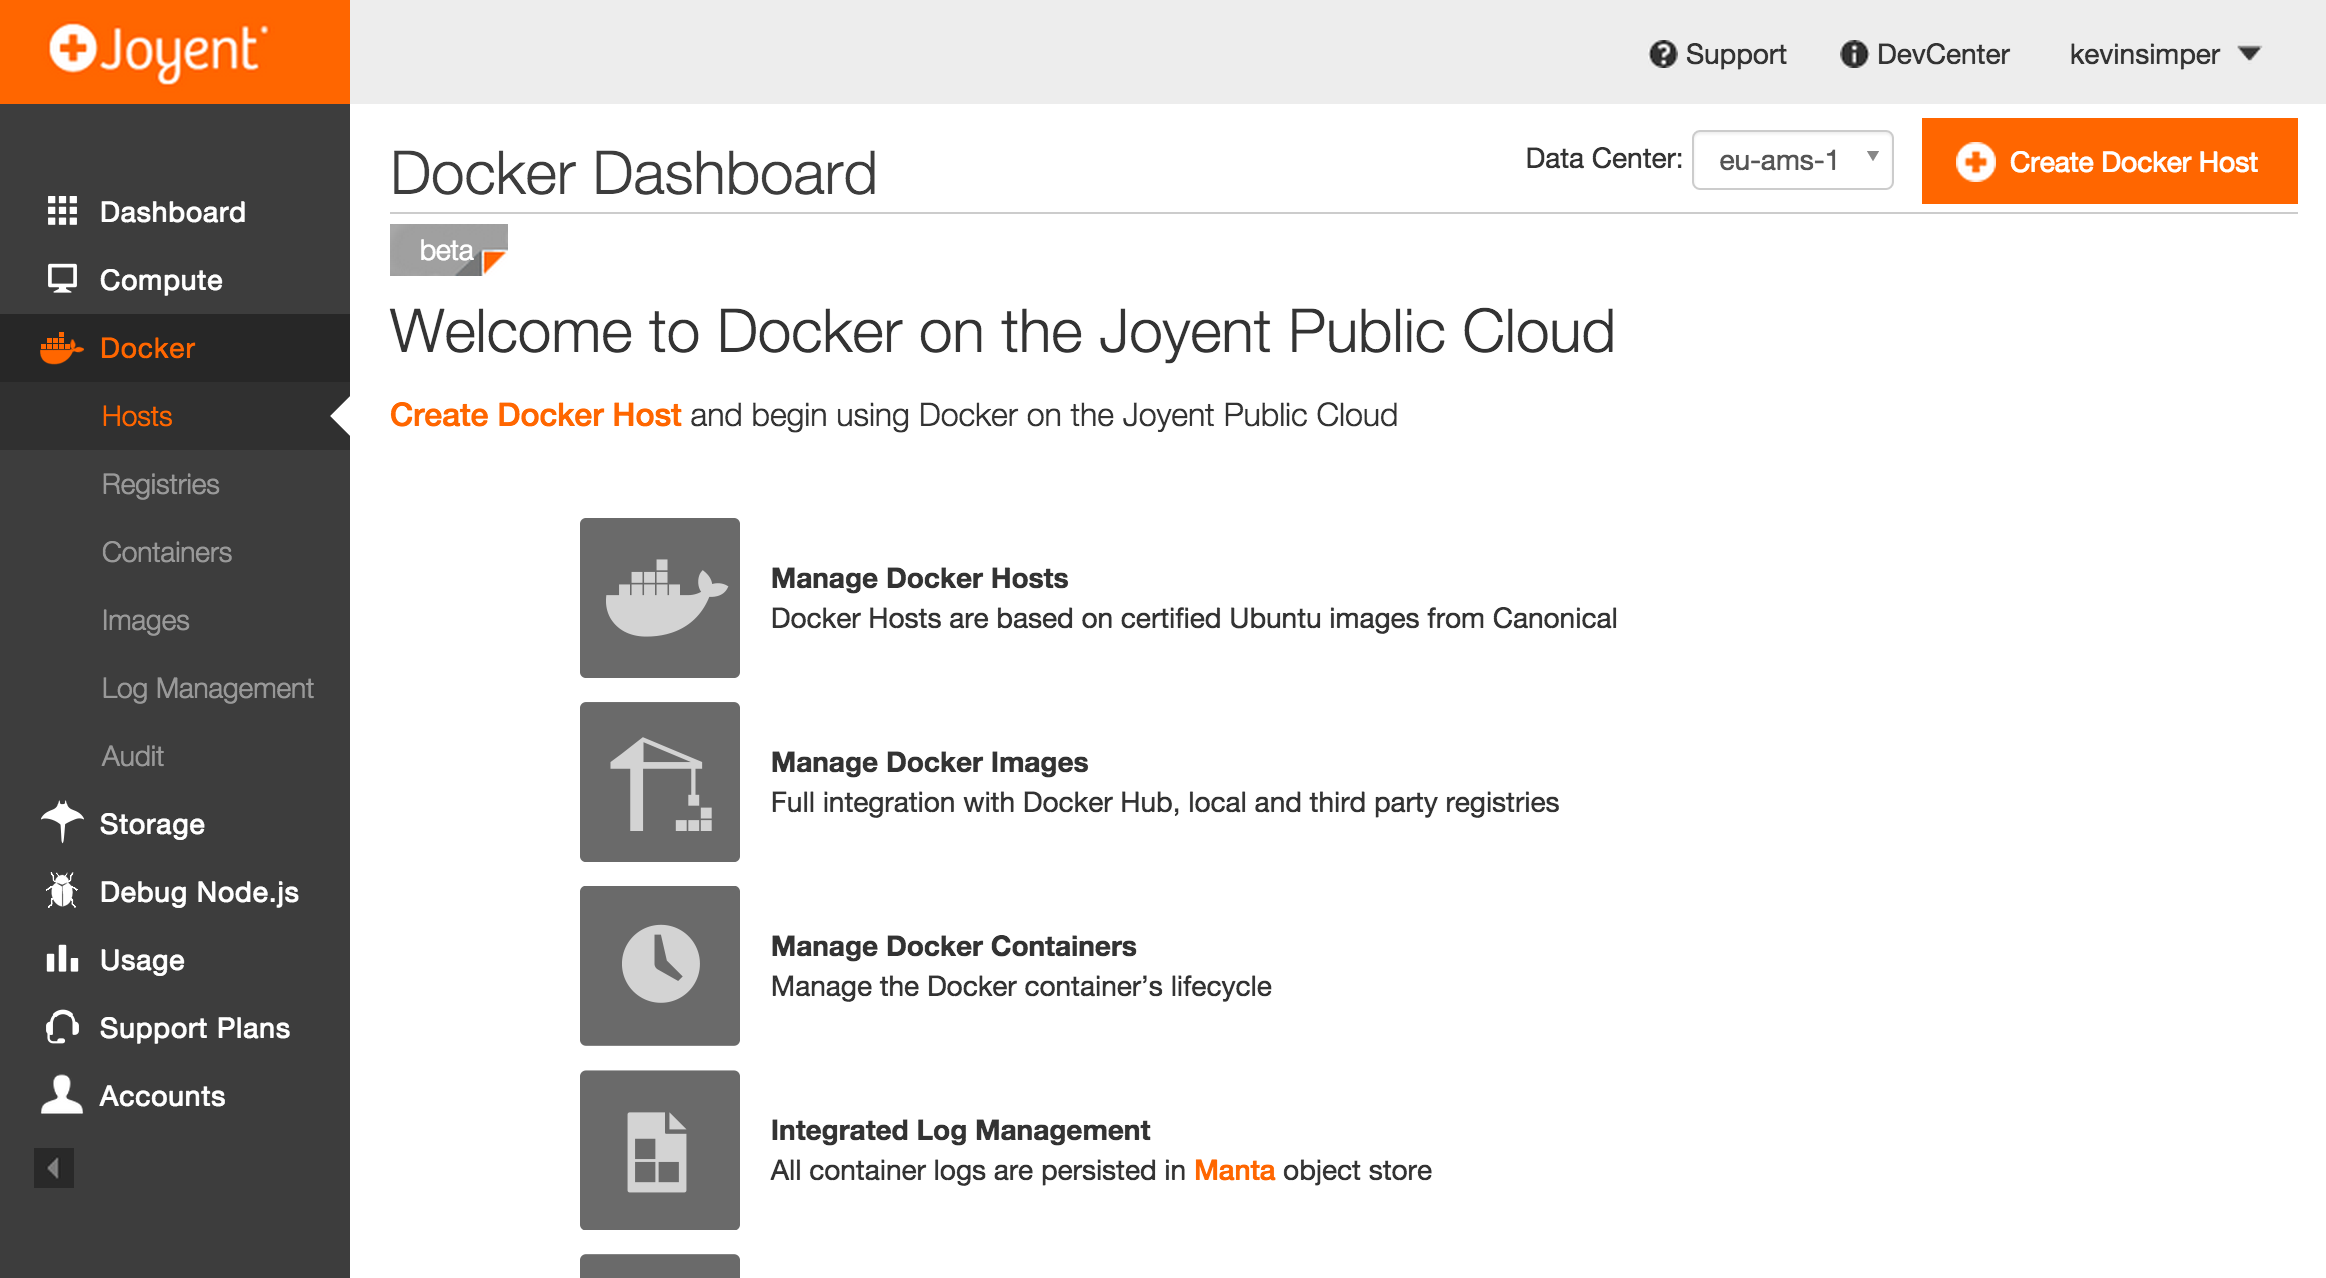 Joyent
Support
DevCenter
kevinsimper
Dashboard
Compute
Docker
Hosts
Registries
Containers
Images
Log Management
Audit
Storage
Debug Node.js
Usage
Support Plans
Accounts
Docker Dashboard
Data Center: eu-ams-1
Create Docker Host
beta
Welcome to Docker on the Joyent Public Cloud
Create Docker Host and begin using Docker on the Joyent Public Cloud
Manage Docker Hosts
Docker Hosts are based on certified Ubuntu images from Canonical
Manage Docker Images
Full integration with Docker Hub, local and third party registries
Manage Docker Containers
Manage the Docker container’s lifecycle
Integrated Log Management
All container logs are persisted in Manta object store